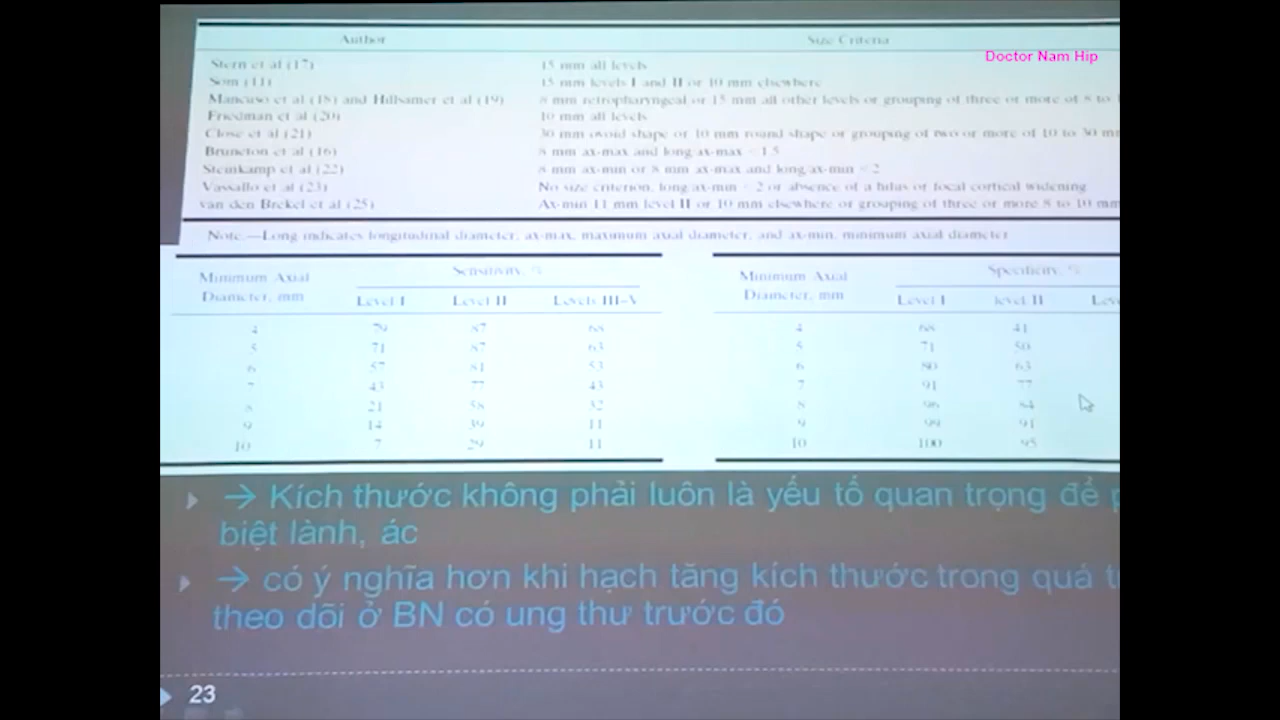 Author Size Criteria
Doctor Nam Hip
Stern et al (17) 15 mm all levels
Som (11) 15 mm levels I and II or 10 mm elsewhere
Mancuso et al (18) and Hillsamer et al (19) 8 mm retropharyngeal or 15 mm all other levels or grouping of three or more of 8 to
Friedman et al (20) 10 mm all levels
Close et al (21) 30 mm ovoid shape or 10 mm round shape or grouping of two or more of 10 to 30 mm
Bruneton et al (16) 8 mm ax-max and long/ax-max < 1.5
Steinkamp et al (22) 8 mm ax-min or 8 mm ax-max and long/ax-min < 2
Vassallo et al (23) No size criterion, long/ax-min < 2 or absence of a hilus or focal cortical widening
van den Brekel et al (25) Ax-min 11 mm level II or 10 mm elsewhere or grouping of three or more 8 to 10 mm
Note.—Long indicates longitudinal diameter, ax-max, maximum axial diameter, and ax-min, minimum axial diameter
Minimum Axial Diameter, mm Sensitivity, %
Level I Level II Levels III-V
4 79 87 68
5 71 87 63
6 57 81 53
7 43 77 43
8 21 58 32
9 14 39 11
10 7 29 11
Minimum Axial Diameter, mm Specificity, %
Level I level II
4 68 41
5 71 50
6 80 63
7 91 77
8 96 84
9 99 91
10 100 95
→ Kích thước không phải luôn là yếu tố quan trọng để
biệt lành, ác
→ có ý nghĩa hơn khi hạch tăng kích thước trong quá
theo dõi ở BN có ung thư trước đó
23